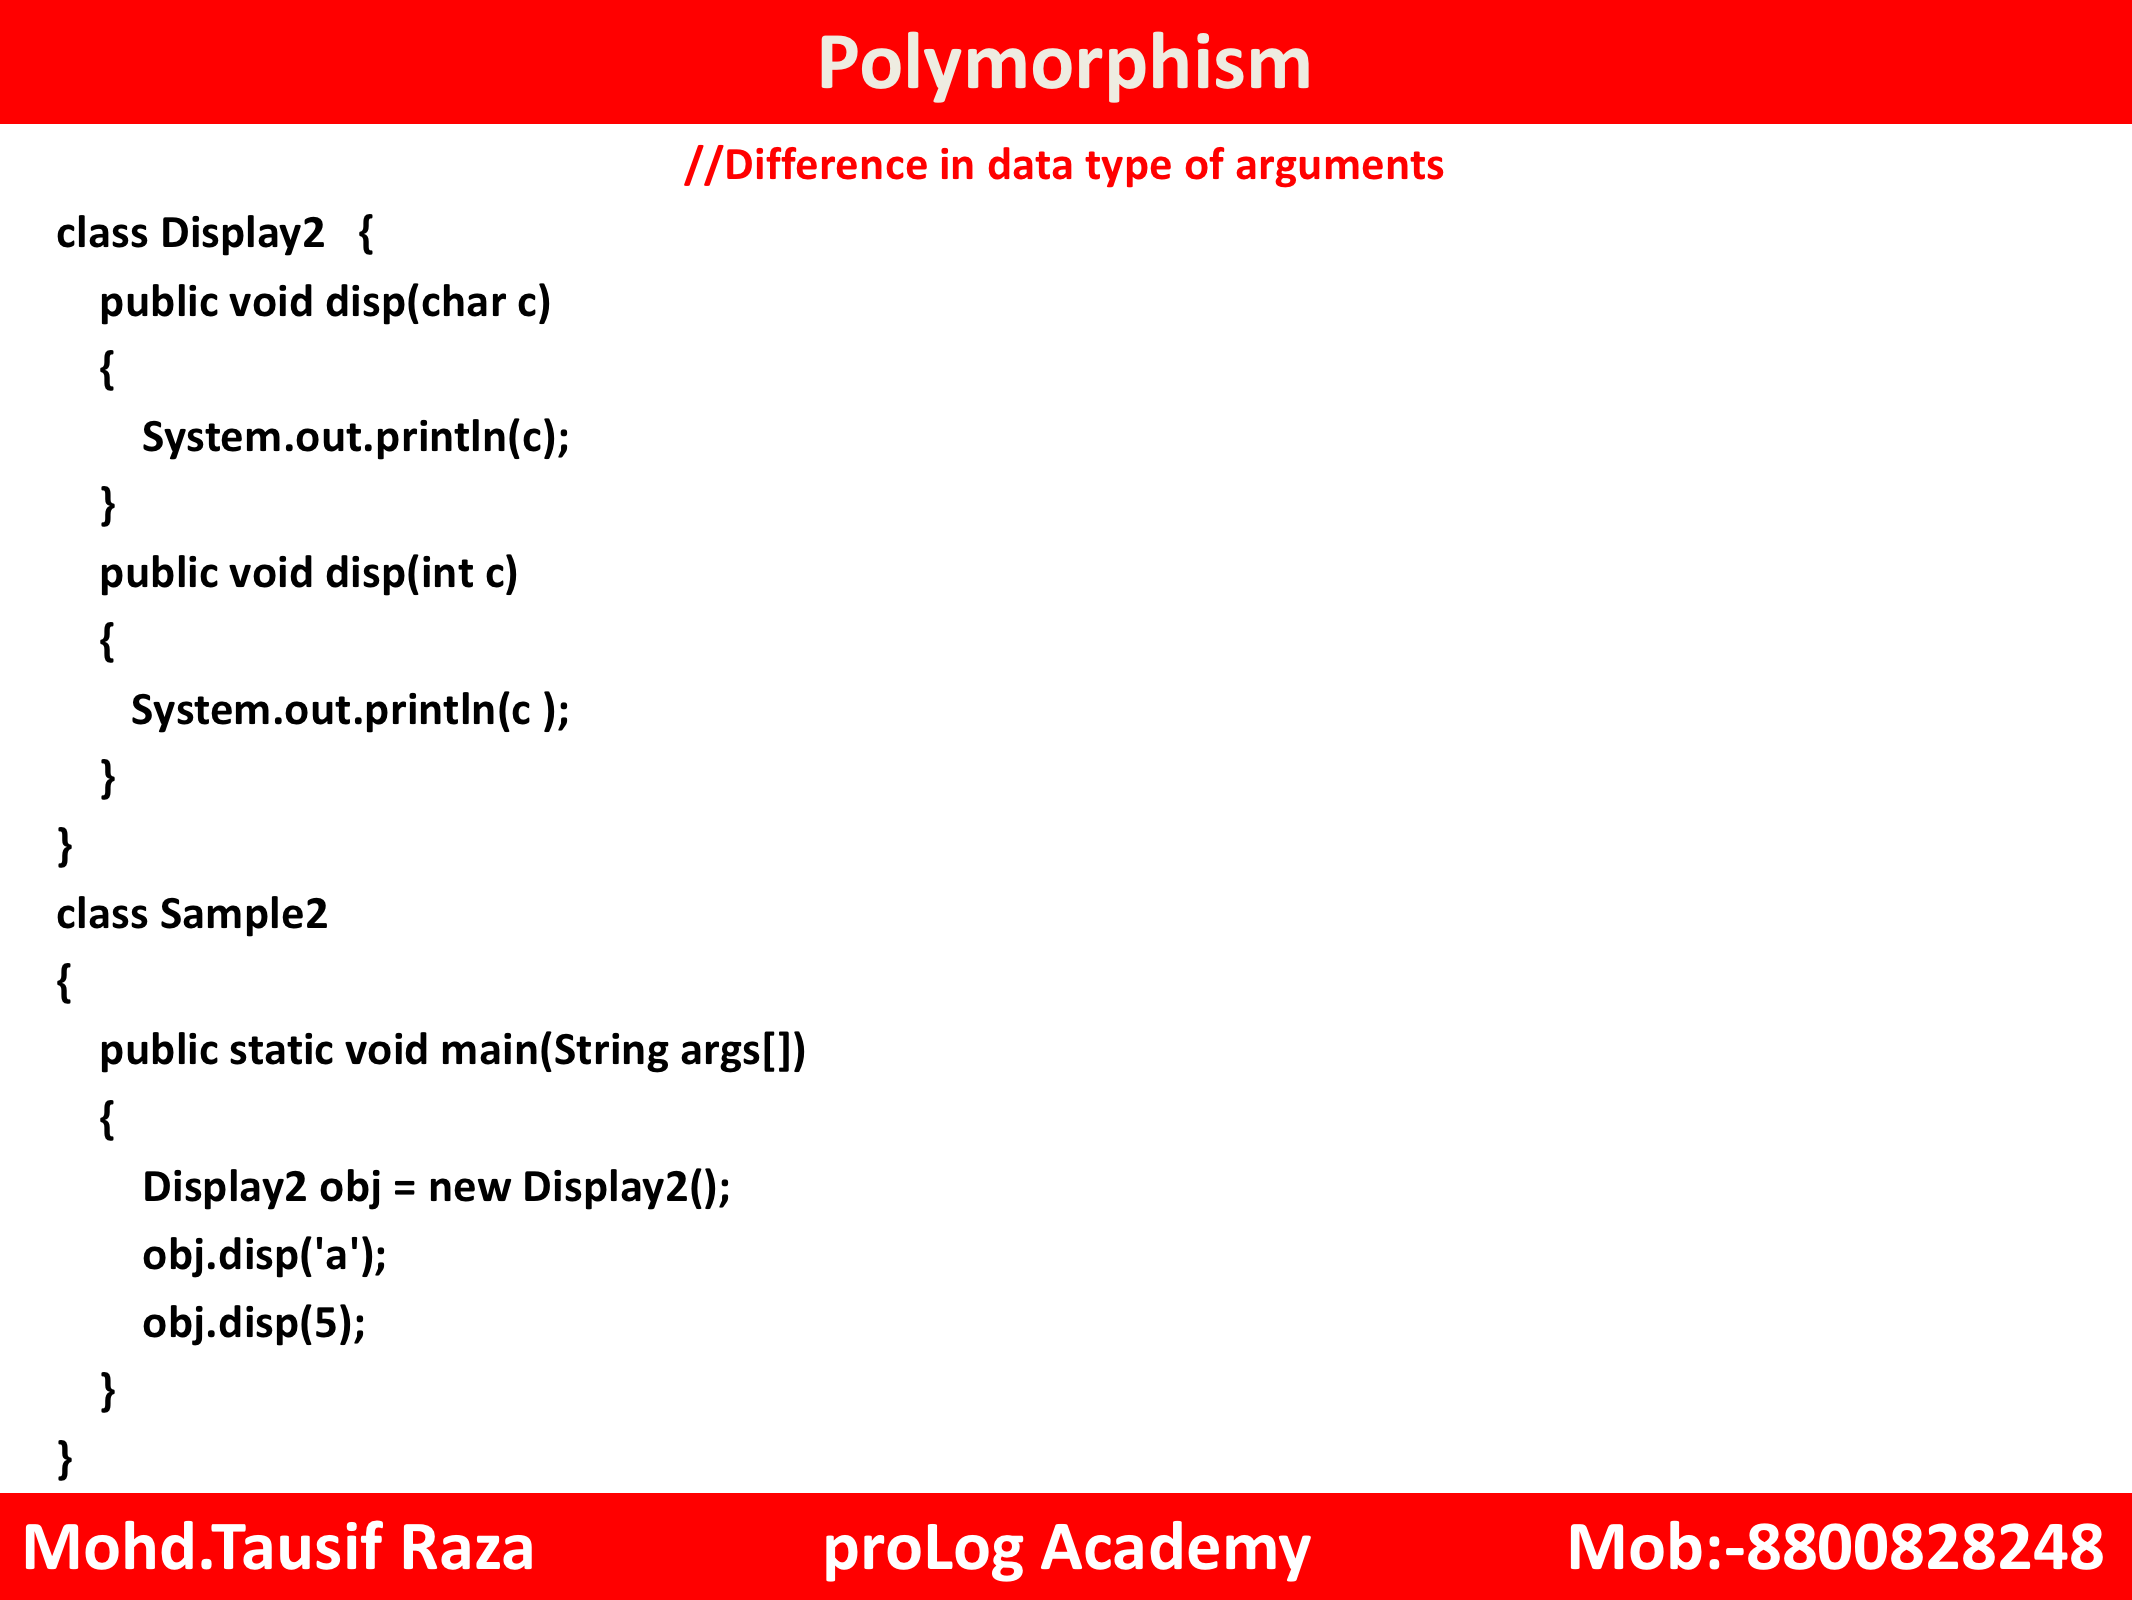 Polymorphism
//Difference in data type of arguments
class Display2   {
    public void disp(char c)
    {
        System.out.println(c);
    }
    public void disp(int c)
    {
       System.out.println(c );
    }
}
class Sample2
{
    public static void main(String args[])
    {
        Display2 obj = new Display2();
        obj.disp('a');
        obj.disp(5);
    }
}
Mohd.Tausif Raza proLog Academy Mob:-8800828248